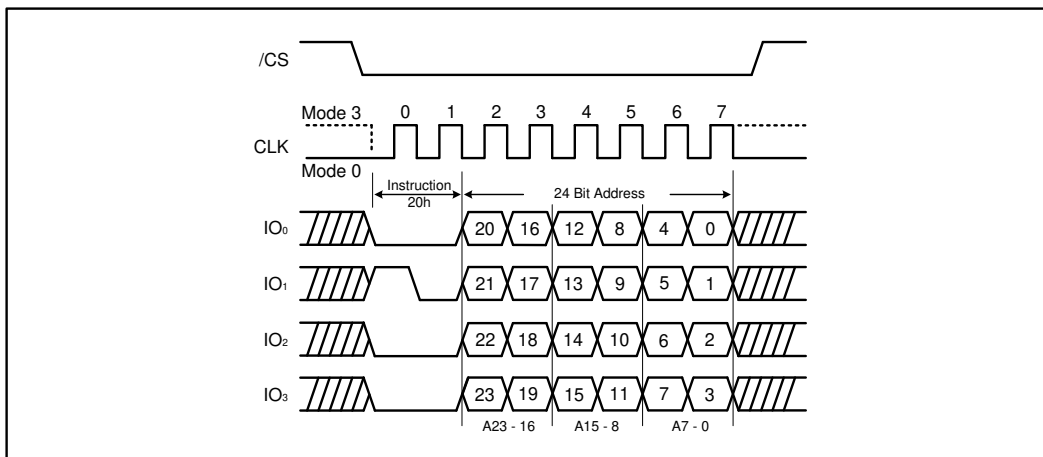 /CS
Mode 3 0 1 2 3 4 5 6 7
CLK
Mode 0
Instruction
20h
24 Bit Address
IO0 20 16 12 8 4 0
IO1 21 17 13 9 5 1
IO2 22 18 14 10 6 2
IO3 23 19 15 11 7 3
A23 - 16 A15 - 8 A7 - 0